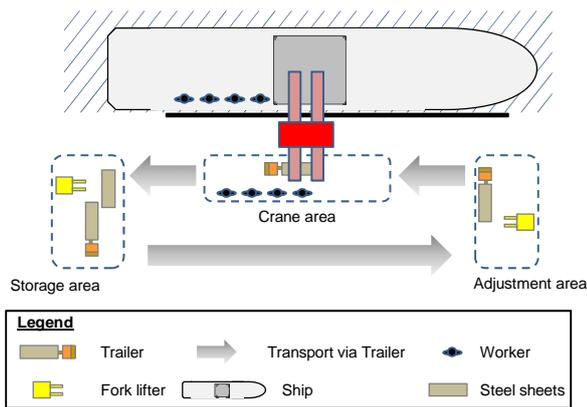 Crane area
Storage area
Adjustment area
Legend
Trailer
Transport via Trailer
Worker
Fork lifter
Ship
Steel sheets